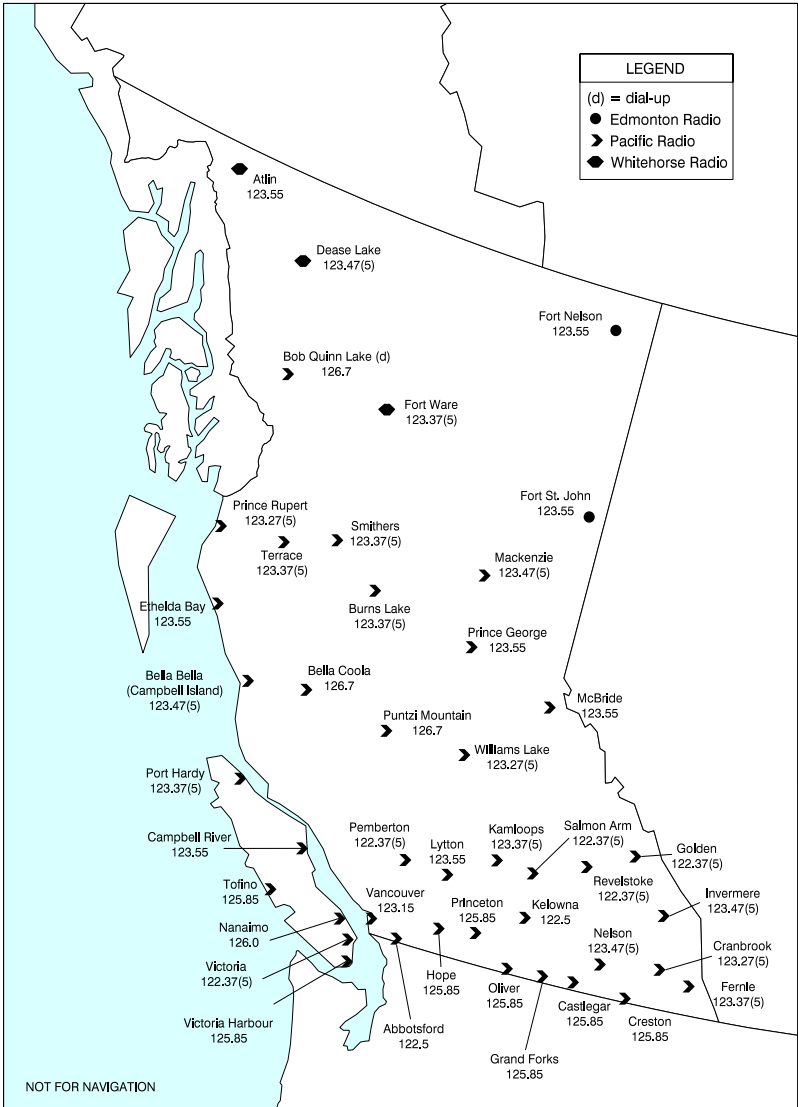 LEGEND
(d) = dial-up
Edmonton Radio
Pacific Radio
Whitehorse Radio
Atlin
123.55
Dease Lake
123.47(5)
Fort Nelson
123.55
Bob Quinn Lake (d)
126.7
Fort Ware
123.37(5)
Fort St. John
123.55
Prince Rupert
123.27(5)
Smithers
123.37(5)
Terrace
123.37(5)
Mackenzie
123.47(5)
Ethelda Bay
123.55
Burns Lake
123.37(5)
Prince George
123.55
Bella Bella
(Campbell Island)
123.47(5)
Bella Coola
126.7
McBride
123.55
Puntzi Mountain
126.7
Williams Lake
123.27(5)
Port Hardy
123.37(5)
Campbell River
123.55
Pemberton
122.37(5)
Lytton
123.55
Kamloops
123.37(5)
Salmon Arm
122.37(5)
Golden
122.37(5)
Revelstoke
122.37(5)
Tofino
125.85
Vancouver
123.15
Princeton
125.85
Kelowna
122.5
Invermere
123.47(5)
Nanaimo
126.0
Nelson
123.47(5)
Cranbrook
123.27(5)
Victoria
122.37(5)
Hope
125.85
Oliver
125.85
Castlegar
125.85
Creston
125.85
Fernie
123.37(5)
Victoria Harbour
125.85
Abbotsford
122.5
Grand Forks
125.85
NOT FOR NAVIGATION